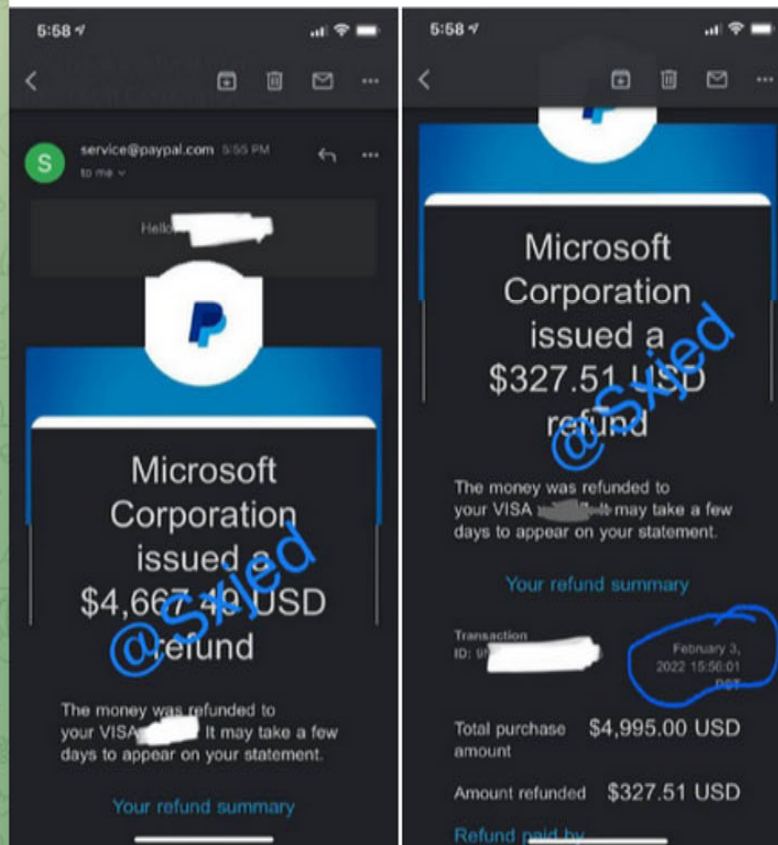 5:58
service@paypal.com 5:55 PM
to me
S
Hello
Microsoft
Corporation
issued a
$4,667.49 USD
refund
@Sxjed
The money was refunded to
your VISA It may take a few
days to appear on your statement.
Your refund summary
5:58
Microsoft
Corporation
issued a
$327.51 USD
refund
@Sxjed
The money was refunded to
your VISA It may take a few
days to appear on your statement.
Your refund summary
Transaction
ID:
February 3,
2022 15:56:01
PST
Total purchase $4,995.00 USD
amount
Amount refunded $327.51 USD
Refund paid by